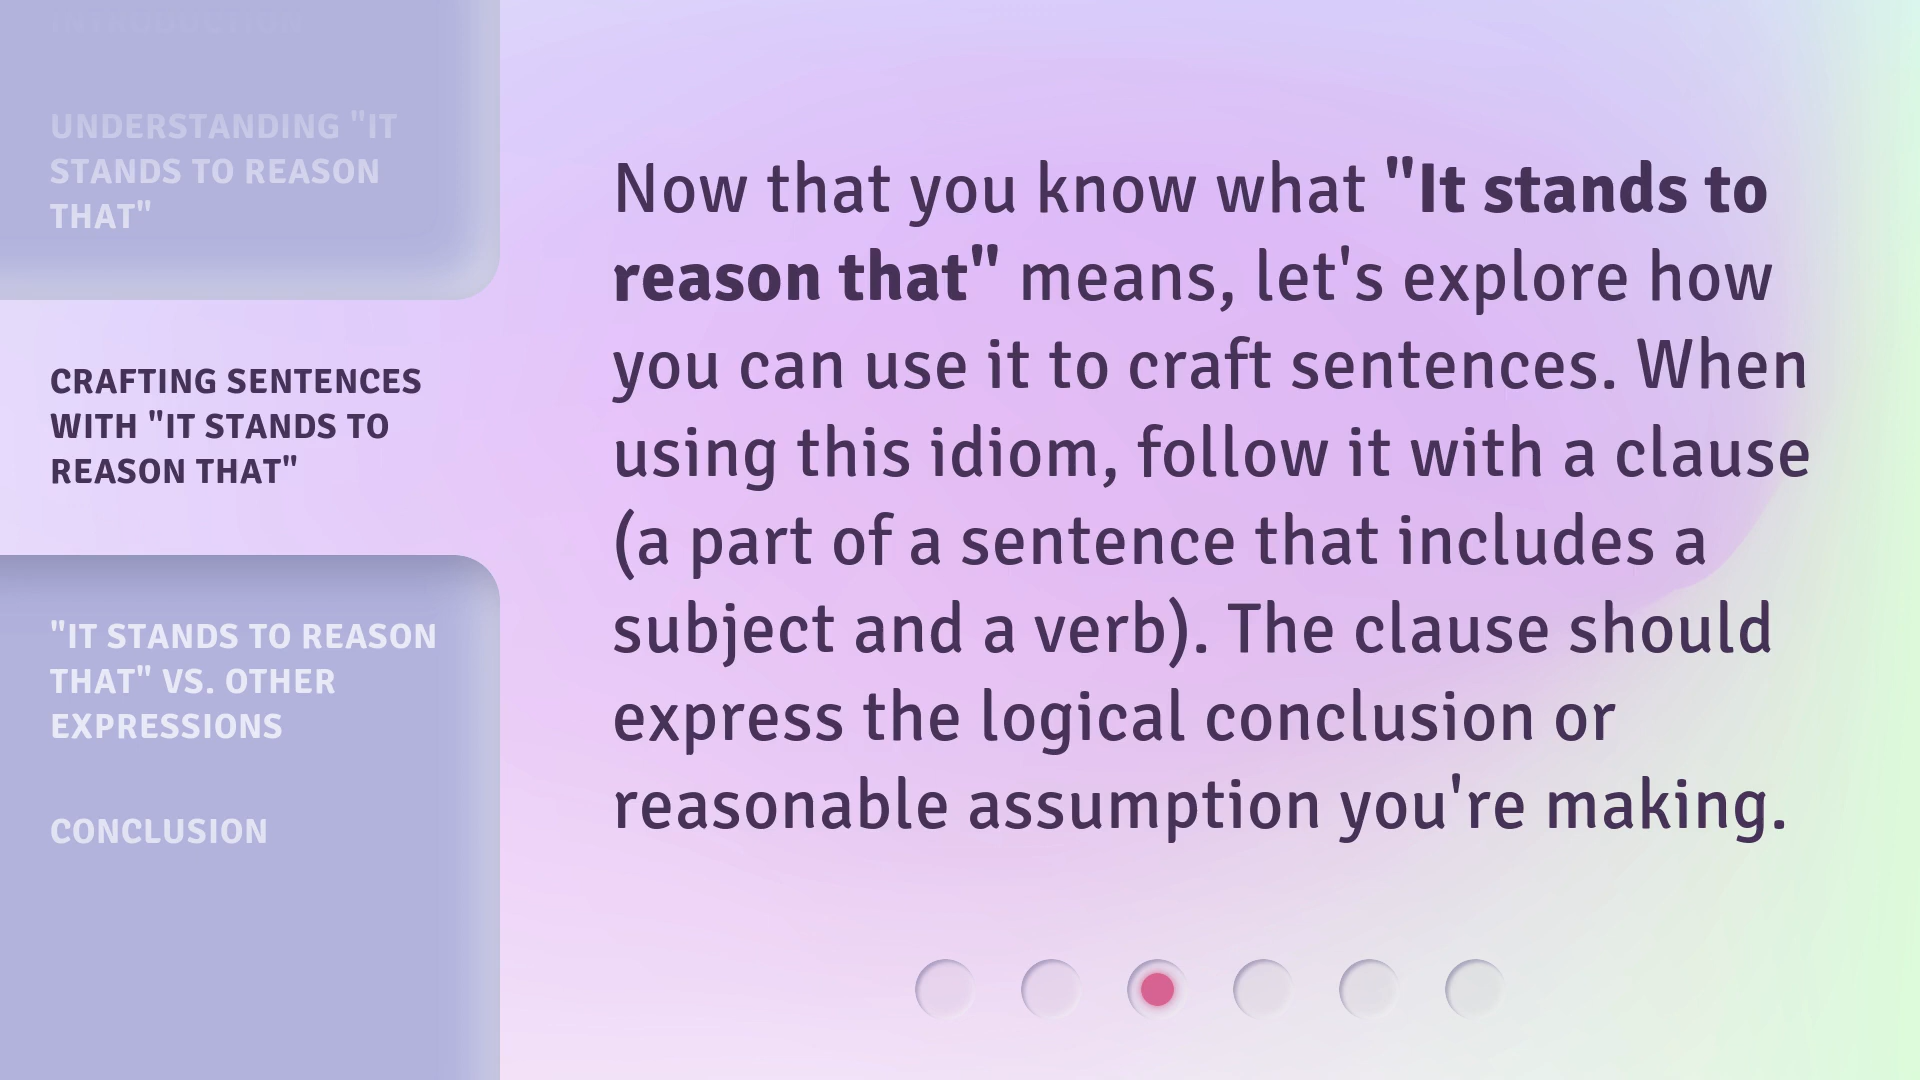 INTRODUCTION
UNDERSTANDING "IT
STANDS TO REASON
THAT"
CRAFTING SENTENCES
WITH "IT STANDS TO
REASON THAT"
"IT STANDS TO REASON
THAT" VS. OTHER
EXPRESSIONS
CONCLUSION
Now that you know what "It stands to
reason that" means, let's explore how
you can use it to craft sentences. When
using this idiom, follow it with a clause
(a part of a sentence that includes a
subject and a verb). The clause should
express the logical conclusion or
reasonable assumption you're making.